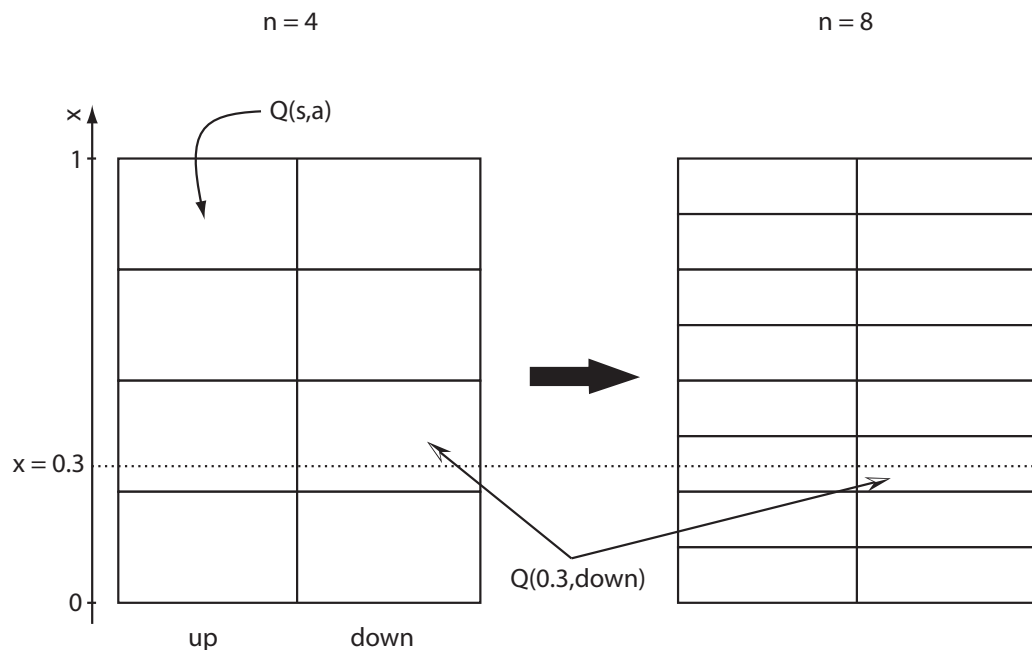 n = 4
n = 8
x
Q(s,a)
1
x = 0.3
Q(0.3,down)
0
up
down